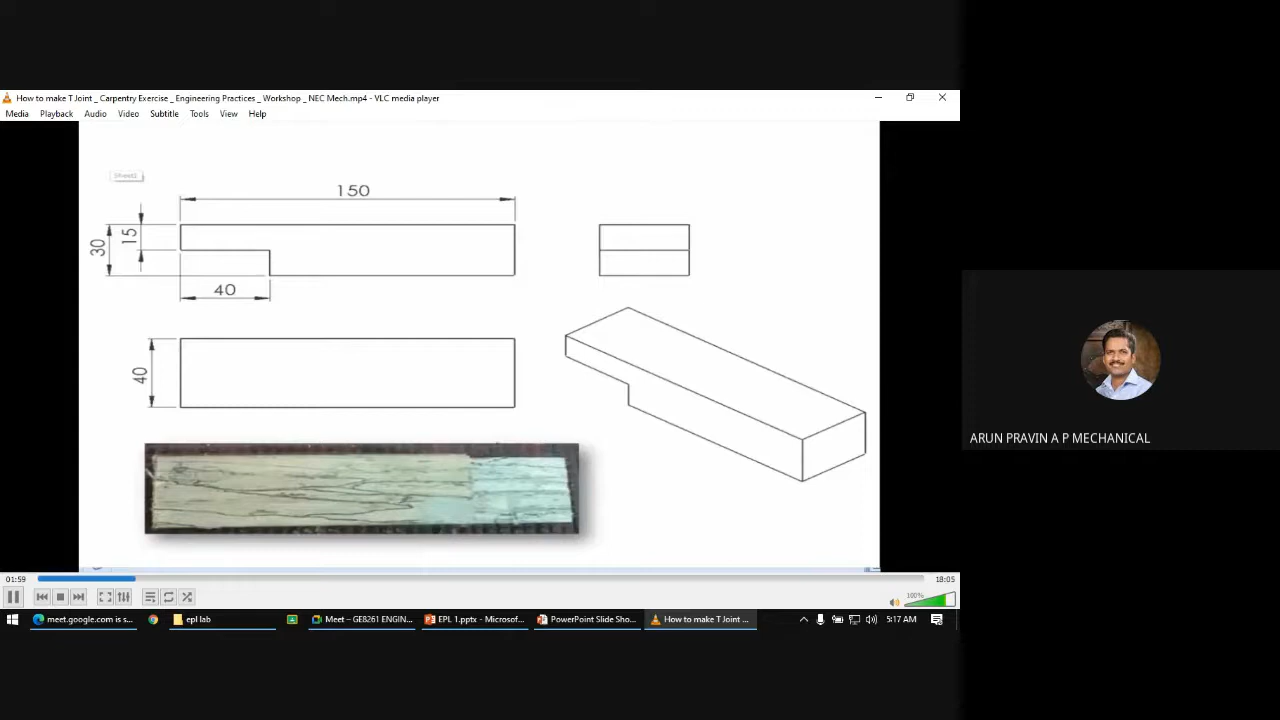 How to make T Joint _ Carpentry Exercise _ Engineering Practices _ Workshop _ NEC Mech.mp4 - VLC media player
Media Playback Audio Video Subtitle Tools View Help
150
30
15
40
40
ARUN PRAVIN A P MECHANICAL
01:59
18:05
100%
meet.google.com is s...
epl lab
Meet – GE8261 ENGIN...
EPL 1.pptx - Microsof...
PowerPoint Slide Sho...
How to make T Joint ...
5:17 AM